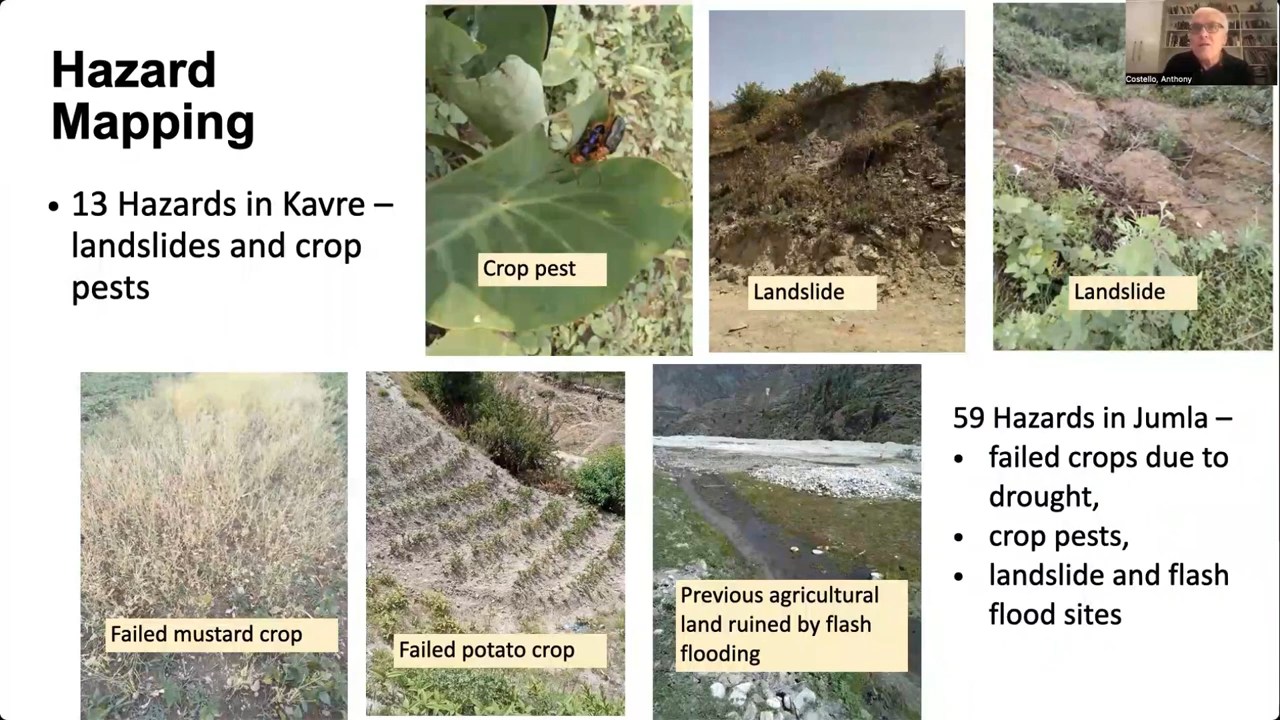 Hazard
Mapping
• 13 Hazards in Kavre –
landslides and crop
pests
Crop pest
Landslide
Landslide
Costello, Anthony
Failed mustard crop
Failed potato crop
Previous agricultural
land ruined by flash
flooding
59 Hazards in Jumla –
• failed crops due to
drought,
• crop pests,
• landslide and flash
flood sites